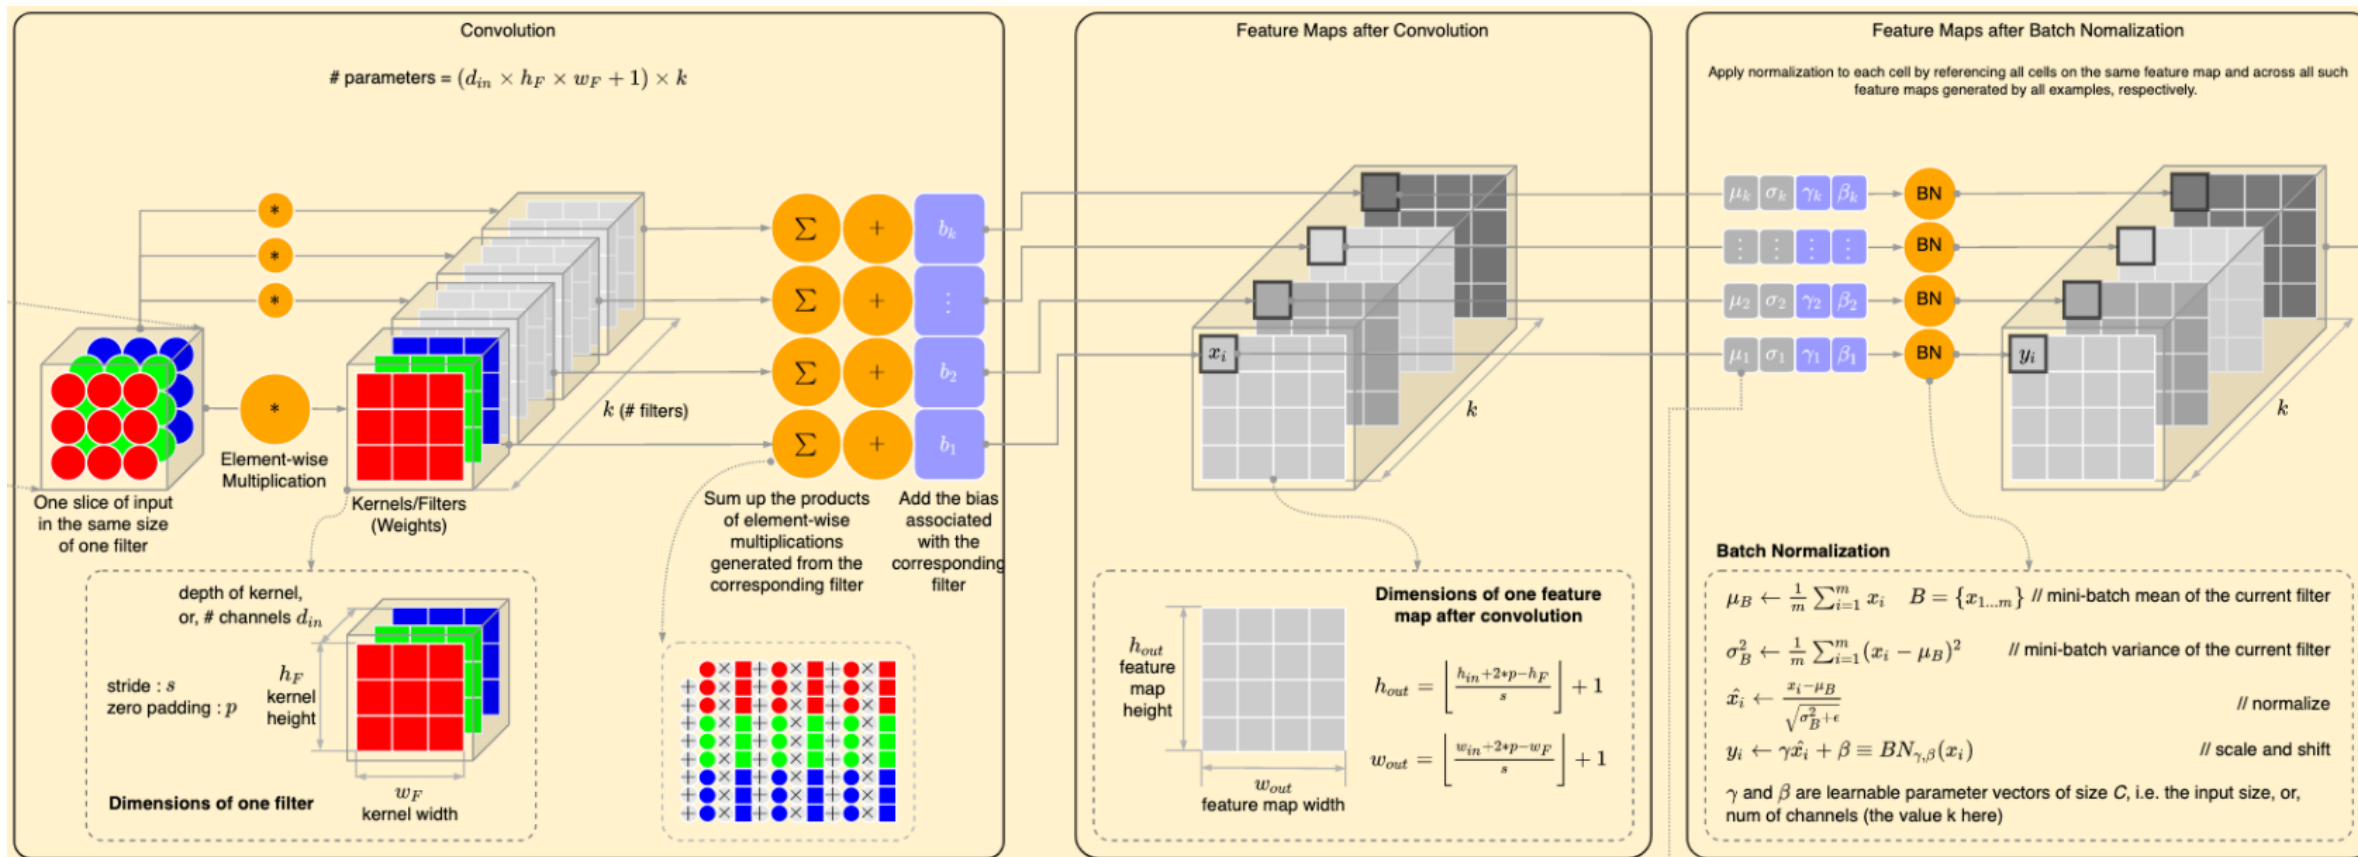 Convolution
# parameters = (d_in × h_F × w_F + 1) × k
*
*
*
*
Element-wise
Multiplication
One slice of input
in the same size
of one filter
Kernels/Filters
(Weights)
k (# filters)
Σ + b_k
Σ + ⋮
Σ + b_2
Σ + b_1
Sum up the products
of element-wise
multiplications
generated from the
corresponding filter
Add the bias
associated
with the
corresponding
filter
depth of kernel,
or, # channels d_in
stride : s
zero padding : p
h_F
kernel
height
w_F
kernel width
Dimensions of one filter
× + × + ×
+ × + × + ×
+ × + × + ×
+ × + × + ×
+ × + × + ×
+ × + × + ×
+ × + × + ×
+ × + × + ×
+ × + × + ×
Feature Maps after Convolution
x_i
k
h_out
feature
map
height
w_out
feature map width
Dimensions of one feature
map after convolution
h_out = ⌊(h_in+2*p−h_F)/s⌋ + 1
w_out = ⌊(w_in+2*p−w_F)/s⌋ + 1
Feature Maps after Batch Nomalization
Apply normalization to each cell by referencing all cells on the same feature map and across all such
feature maps generated by all examples, respectively.
μ_k σ_k γ_k β_k BN
⋮ ⋮ ⋮ ⋮ BN
μ_2 σ_2 γ_2 β_2 BN
μ_1 σ_1 γ_1 β_1 BN
y_i
k
Batch Normalization
μ_B ← 1/m ∑_{i=1}^m x_i B = {x_{1...m}} // mini-batch mean of the current filter
σ_B^2 ← 1/m ∑_{i=1}^m (x_i − μ_B)^2 // mini-batch variance of the current filter
x̂_i ← (x_i−μ_B)/√(σ_B^2+ϵ) // normalize
y_i ← γx̂_i + β ≡ BN_{γ,β}(x_i) // scale and shift
γ and β are learnable parameter vectors of size C, i.e. the input size, or,
num of channels (the value k here)